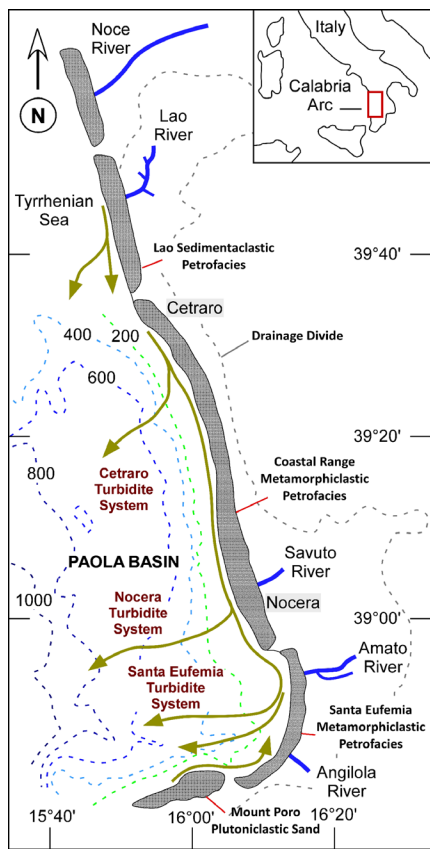 Noce
River
Italy
Calabria
Arc
N
Lao
River
Tyrrhenian
Sea
Lao Sedimentaclastic
Petrofacies
39°40'
Cetraro
400
200
Drainage Divide
600
39°20'
800
Cetraro
Turbidite
System
Coastal Range
Metamorphiclastic
Petrofacies
PAOLA BASIN
Savuto
River
1000
Nocera
Turbidite
System
Nocera
39°00'
Amato
River
Santa Eufemia
Turbidite
System
Santa Eufemia
Metamorphiclastic
Petrofacies
Angilola
River
Mount Poro
Plutoniclastic Sand
15°40'
16°00'
16°20'